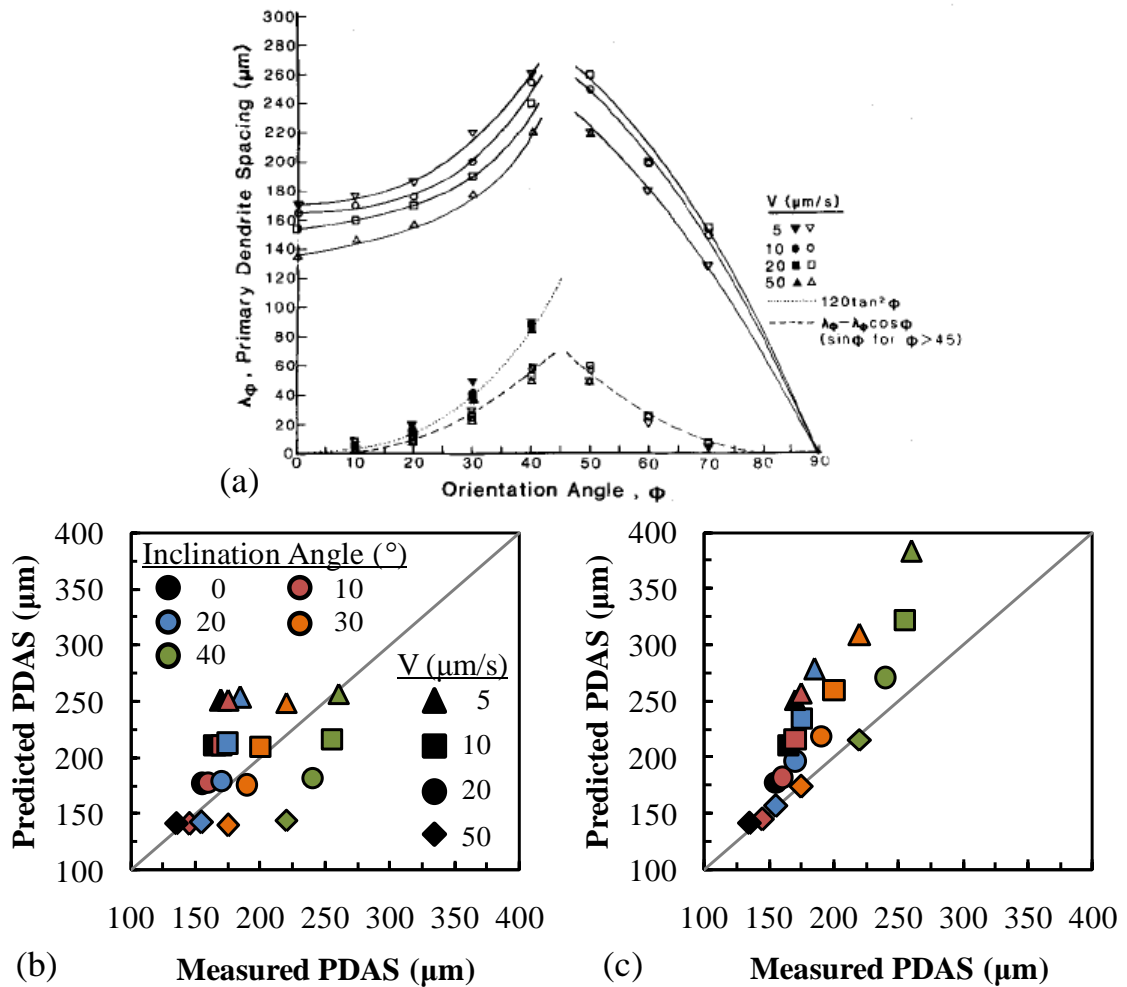 300
280
260
240
220
200
180
160
140
120
100
80
60
40
20
0
λΦ, Primary Dendrite Spacing (μm)
0 10 20 30 40 50 60 70 80 90
Orientation Angle , Φ
V (μm/s)
5
10
20
50
120tan²Φ
λΦ−λΦcosΦ
(sinΦ for Φ>45)
(a)
400
350
300
250
200
150
100
Predicted PDAS (μm)
Inclination Angle (°)
0 10
20 30
40
V (μm/s)
5
10
20
50
100 150 200 250 300 350 400
(b)
Measured PDAS (μm)
400
350
300
250
200
150
100
Predicted PDAS (μm)
100 150 200 250 300 350 400
(c)
Measured PDAS (μm)